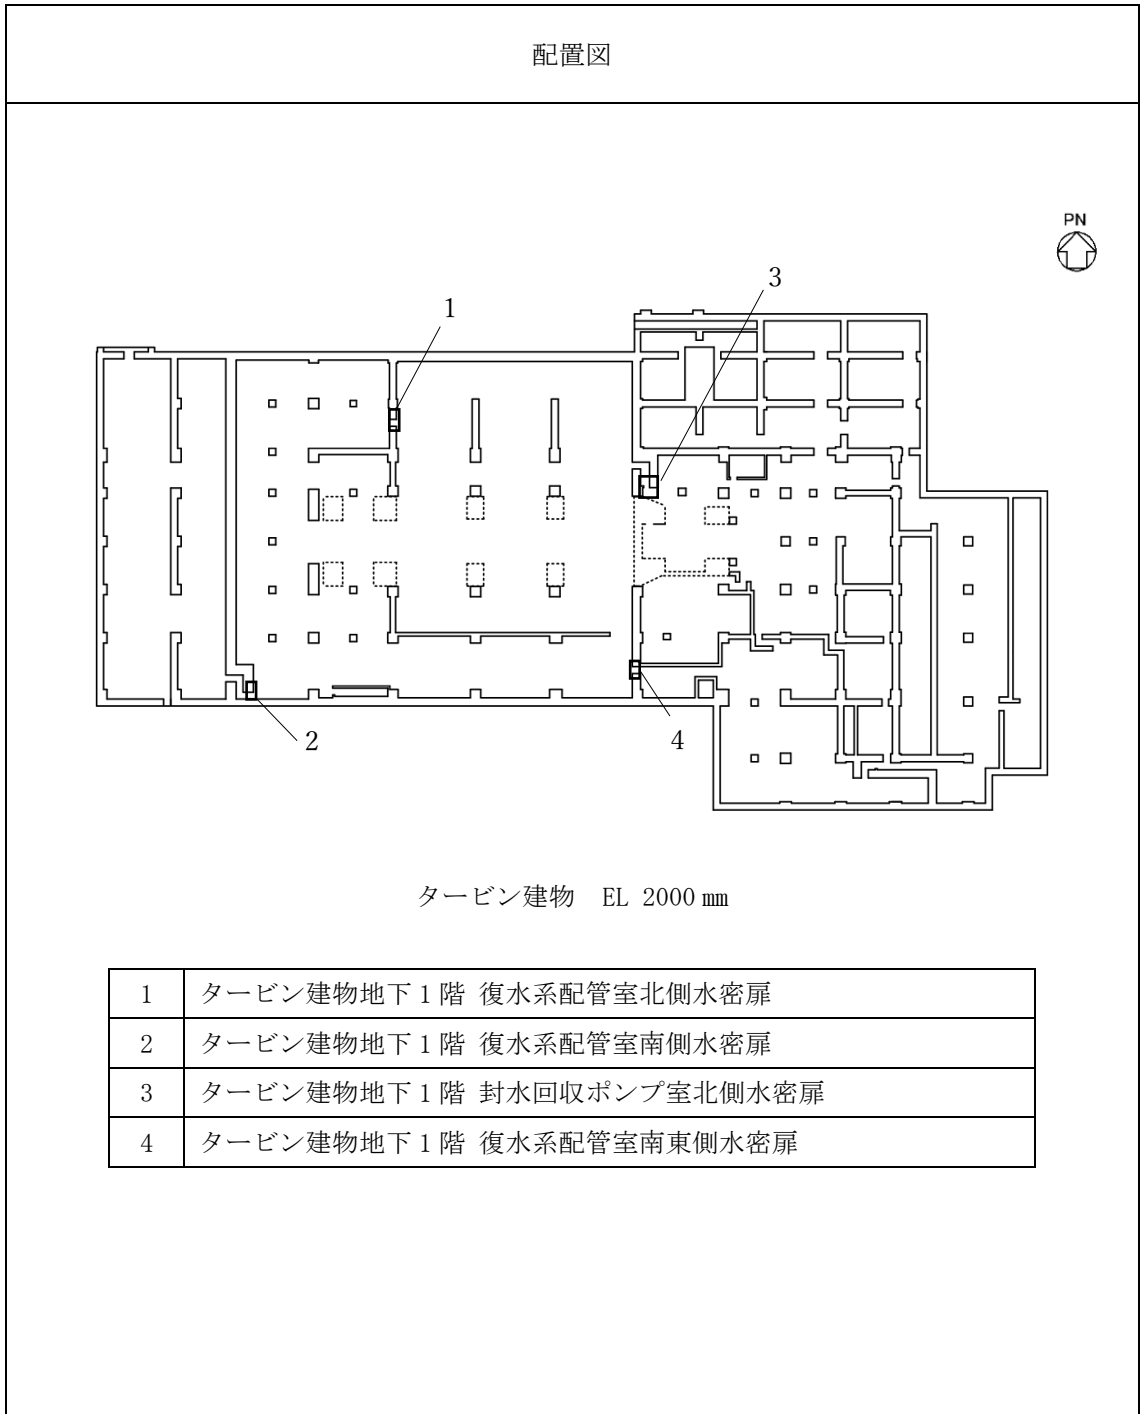 配置図
PN
1
3
2
4
タービン建物 EL 2000 ㎜
1 タービン建物地下1階 復水系配管室北側水密扉
2 タービン建物地下1階 復水系配管室南側水密扉
3 タービン建物地下1階 封水回収ポンプ室北側水密扉
4 タービン建物地下1階 復水系配管室南東側水密扉